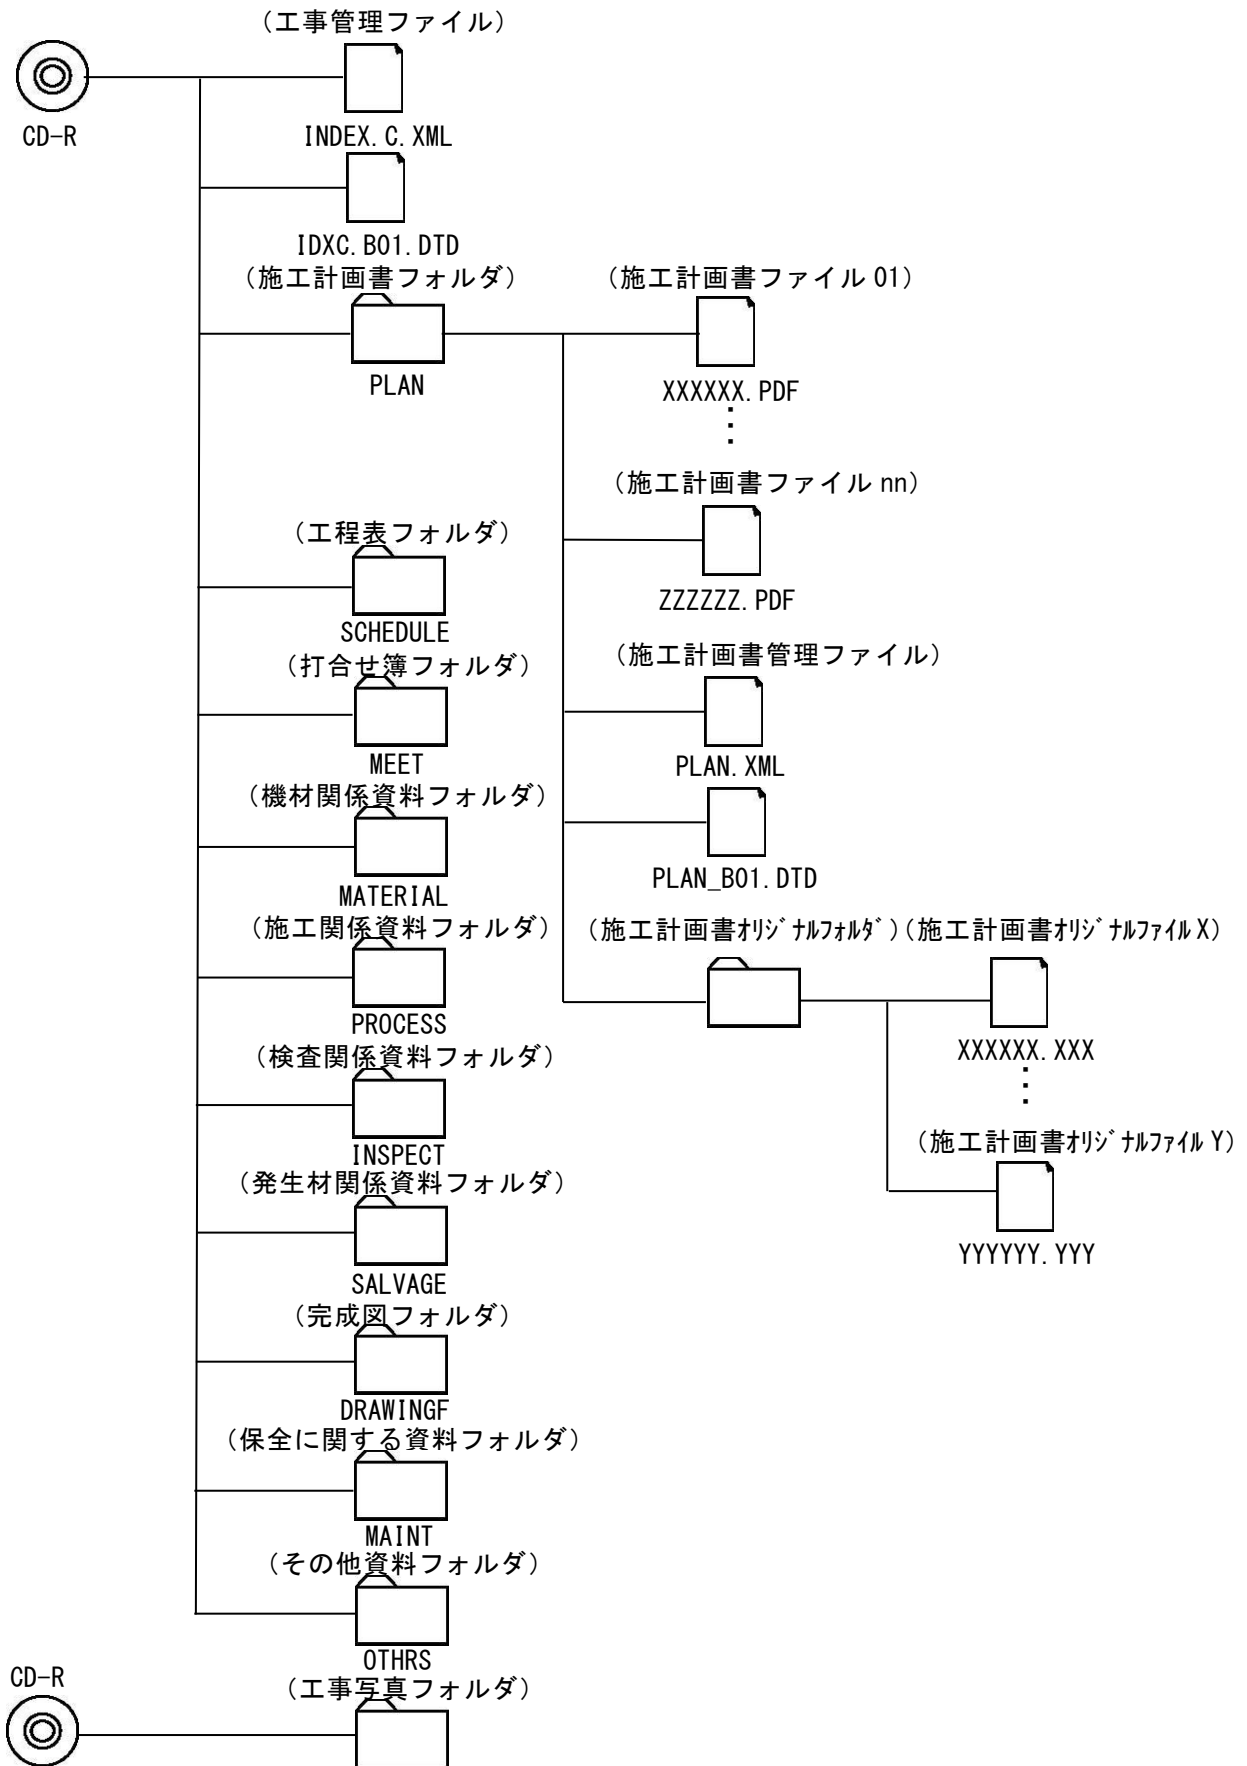 (工事管理ファイル)
CD-R
INDEX.C.XML
IDXC.B01.DTD
(施工計画書フォルダ)
PLAN
(施工計画書ファイル01)
XXXXXX.PDF
(施工計画書ファイルnn)
ZZZZZZ.PDF
(工程表フォルダ)
SCHEDULE
(施工計画書管理ファイル)
PLAN.XML
(打合せ簿フォルダ)
MEET
(機材関係資料フォルダ)
MATERIAL
PLAN_B01.DTD
(施工関係資料フォルダ)
PROCESS
(施工計画書オリジナルフォルダ)
(施工計画書オリジナルファイルX)
XXXXXX.XXX
(検査関係資料フォルダ)
INSPECT
(施工計画書オリジナルファイルY)
YYYYYY.YYY
(発生材関係資料フォルダ)
SALVAGE
(完成図フォルダ)
DRAWINGF
(保全に関する資料フォルダ)
MAINT
(その他資料フォルダ)
OTHRS
CD-R
(工事写真フォルダ)